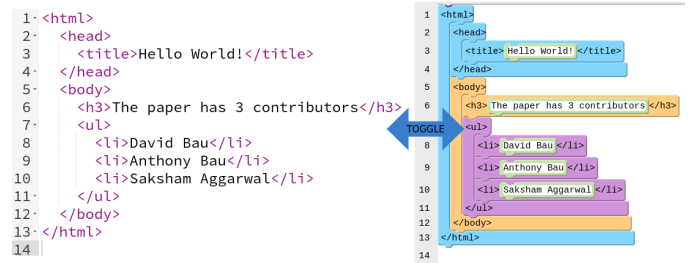 1 <html>
2 <head>
3 <title>Hello World!</title>
4 </head>
5 <body>
6 <h3>The paper has 3 contributors</h3>
7 <ul>
8 <li>David Bau</li>
9 <li>Anthony Bau</li>
10 <li>Saksham Aggarwal</li>
11 </ul>
12 </body>
13 </html>
14
TOGGLE
1 <html>
2 <head>
3 <title> Hello World! </title>
4 </head>
5 <body>
6 <h3> The paper has 3 contributors </h3>
7 <ul>
8 <li> David Bau </li>
9 <li> Anthony Bau </li>
10 <li> Saksham Aggarwal </li>
11 </ul>
12 </body>
13 </html>
14